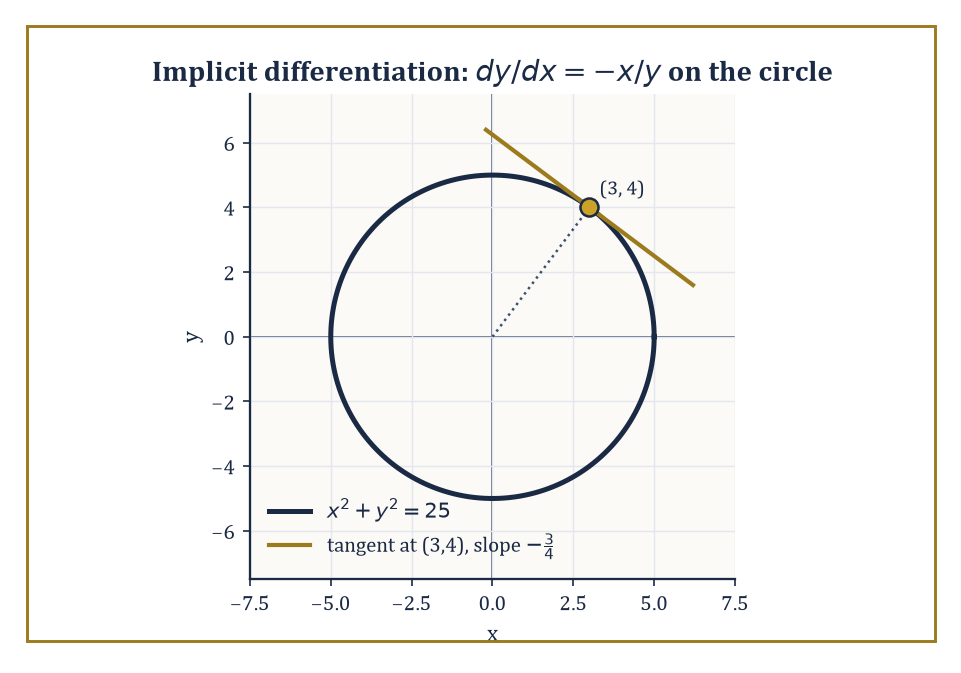 Implicit differentiation: dy/dx = −x/y on the circle
6
(3, 4)
4
2
y
0
−2
−4
x² + y² = 25
−6
tangent at (3,4), slope −3/4
−7.5 −5.0 −2.5 0.0 2.5 5.0 7.5
x